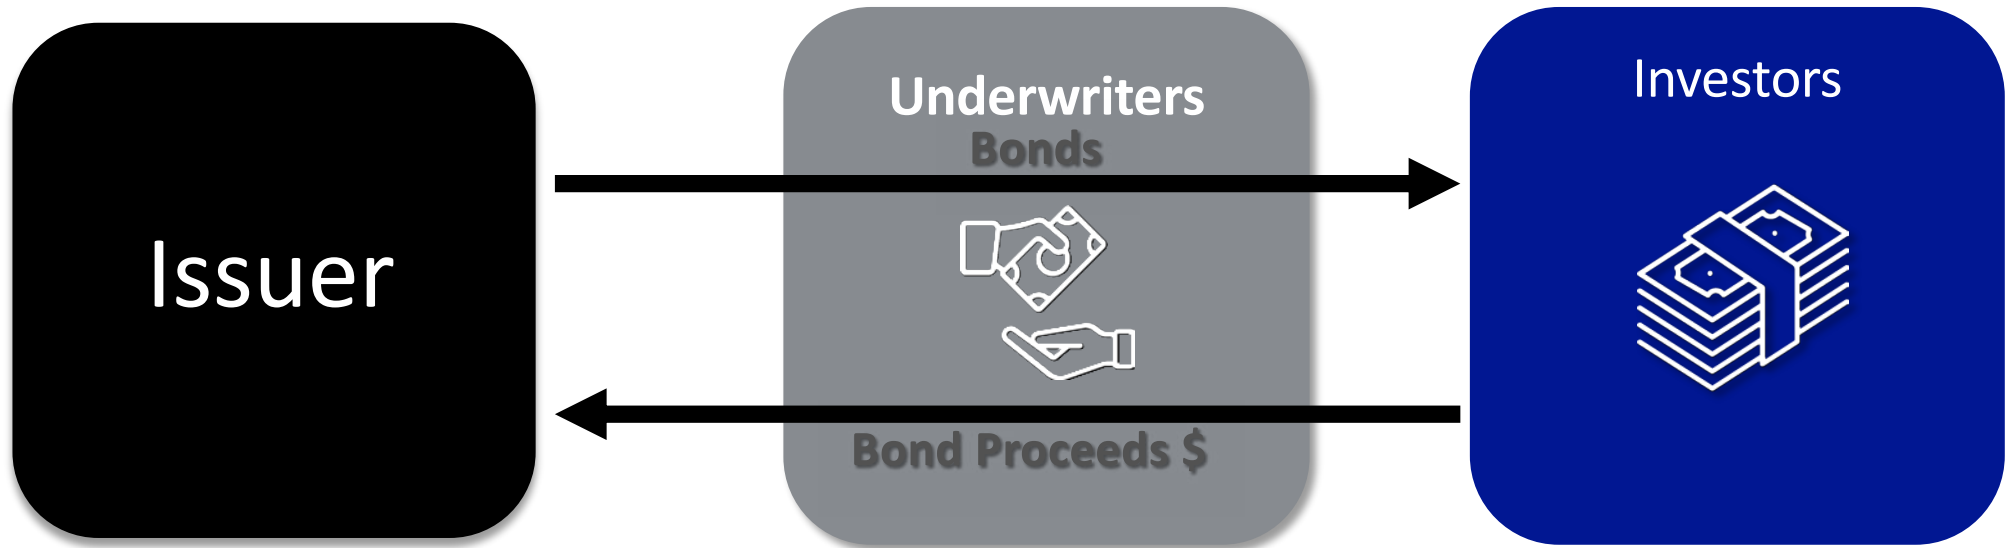 Issuer
Underwriters
Bonds
Bond Proceeds $
Investors